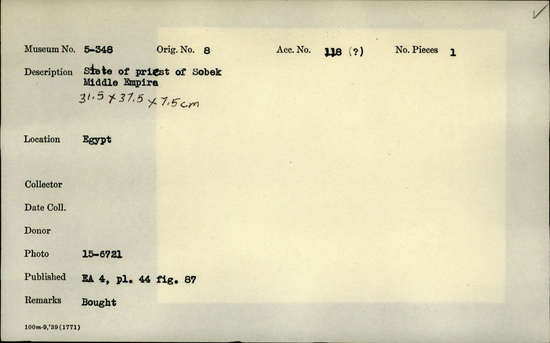 ✓
Museum No. 5-348 Orig. No. 8 Acc. No. 118 (?) No. Pieces 1
Description Stele of priest of Sobek
Middle Empire
31.5 x 37.5 x 7.5 cm
Location Egypt
Collector
Date Coll.
Donor
Photo 15-6721
Published EA 4, pl. 44 fig. 87
Remarks Bought
100m-9,'39(1771)